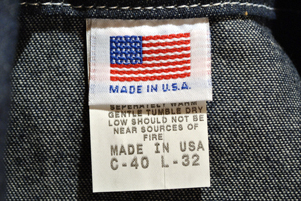 MADE IN U.S.A.
SEPERATELY WARM
GENTLE TUMBLE DRY
LOW SHOULD NOT BE
NEAR SOURCES OF
FIRE
MADE IN USA
C-40 L-32